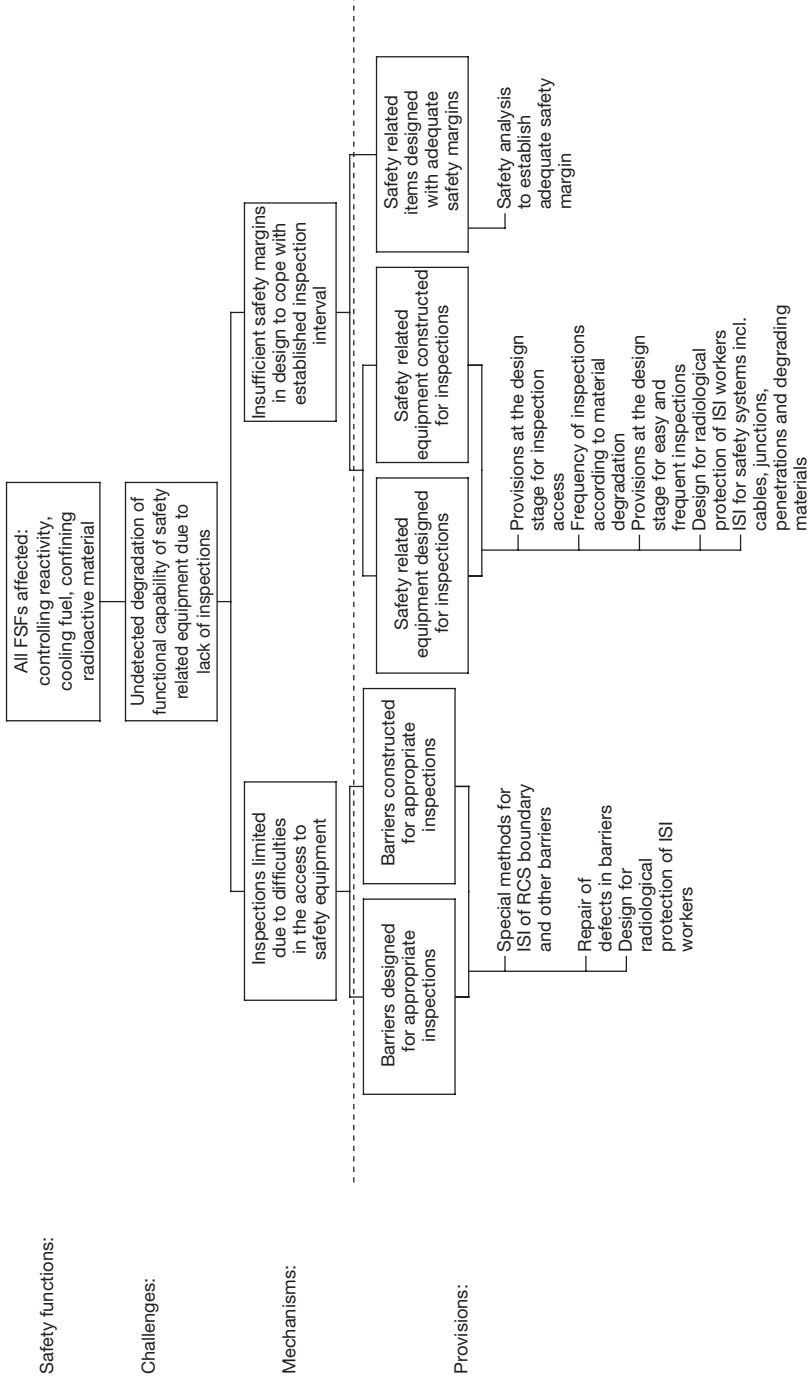 Safety functions:
All FSFs affected:
controlling reactivity,
cooling fuel, confining
radioactive material
Challenges:
Undetected degradation of
functional capability of safety
related equipment due to
lack of inspections
Mechanisms:
Inspections limited
due to difficulties
in the access to
safety equipment
Insufficient safety margins
in design to cope with
established inspection
interval
Provisions:
Barriers designed
for appropriate
inspections
Barriers constructed
for appropriate
inspections
Safety related
equipment designed
for inspections
Safety related
equipment constructed
for inspections
Safety related
items designed
with adequate
safety margins
Special methods for
ISI of RCS boundary
and other barriers
Repair of
defects in barriers
Design for
radiological
protection of ISI
workers
Provisions at the design
stage for inspection
access
Frequency of inspections
according to material
degradation
Provisions at the design
stage for easy and
frequent inspections
Design for radiological
protection of ISI workers
ISI for safety systems incl.
cables, junctions,
penetrations and degrading
materials
Safety analysis
to establish
adequate safety
margin